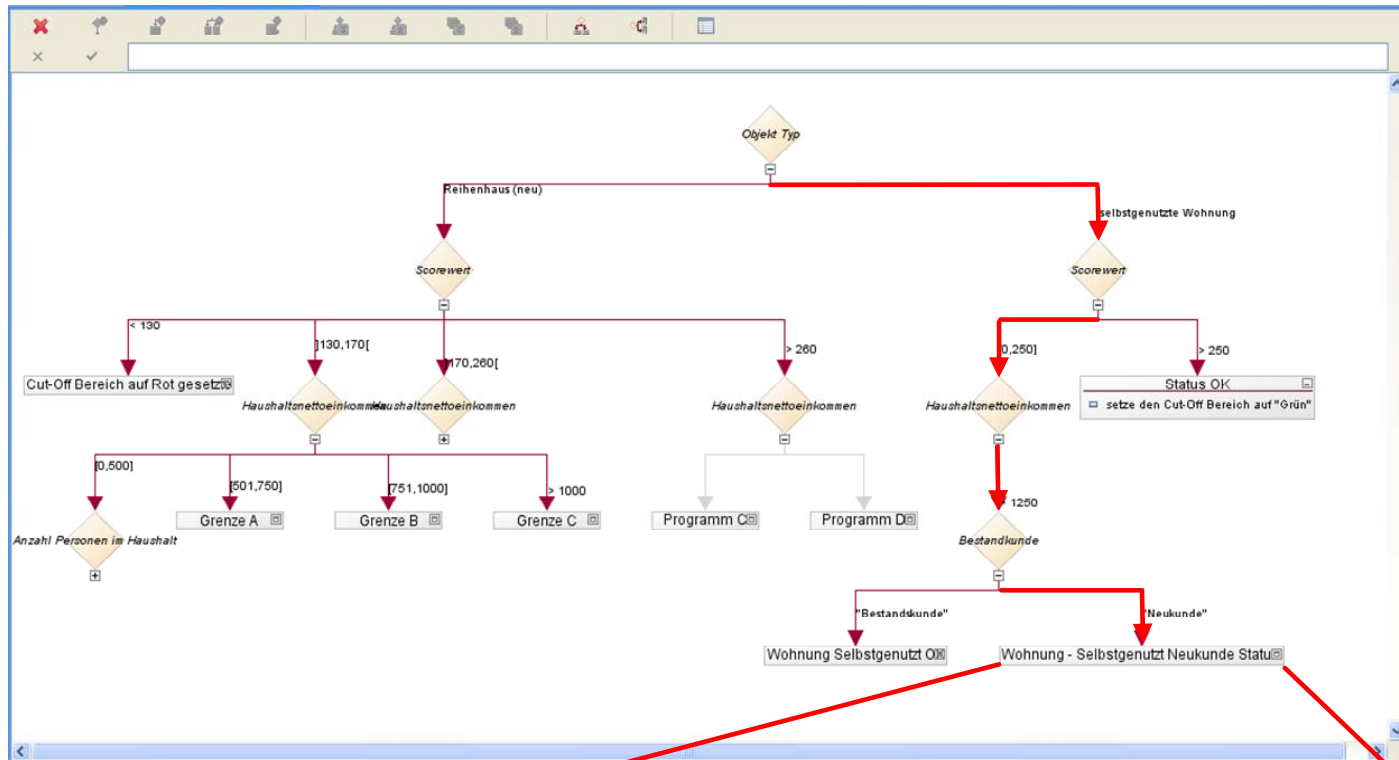 Objekt Typ
Reihenhaus (neu)
selbstgenutzte Wohnung
Scorewert
Scorewert
< 130
]130,170[
]170,260[
> 260
0,250]
> 250
Cut-Off Bereich auf Rot gesetzt
Haushaltsnettoeinkommen
Haushaltsnettoeinkommen
Haushaltsnettoeinkommen
Haushaltsnettoeinkommen
Status OK
setze den Cut-Off Bereich auf "Grün"
[0,500]
[501,750]
[751,1000]
> 1000
1250
Grenze A
Grenze B
Grenze C
Programm C
Programm D
Anzahl Personen im Haushalt
Bestandkunde
"Bestandskunde"
"Neukunde"
Wohnung Selbstgenutzt
Wohnung - Selbstgenutzt Neukunde Statu